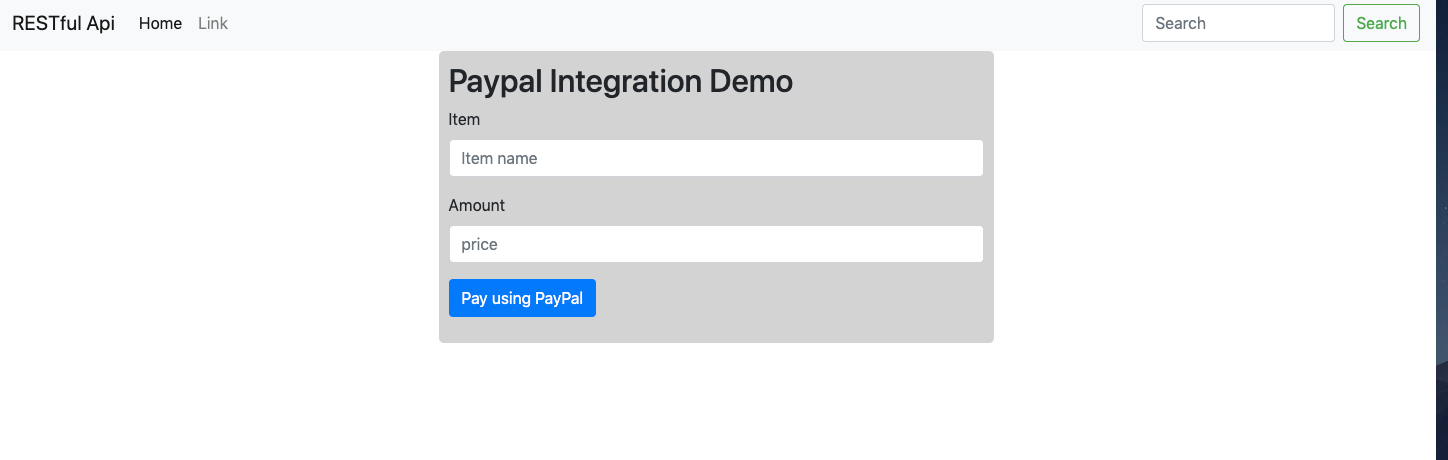 RESTful Api Home Link Search Search
Paypal Integration Demo
Item
Item name
Amount
price
Pay using PayPal